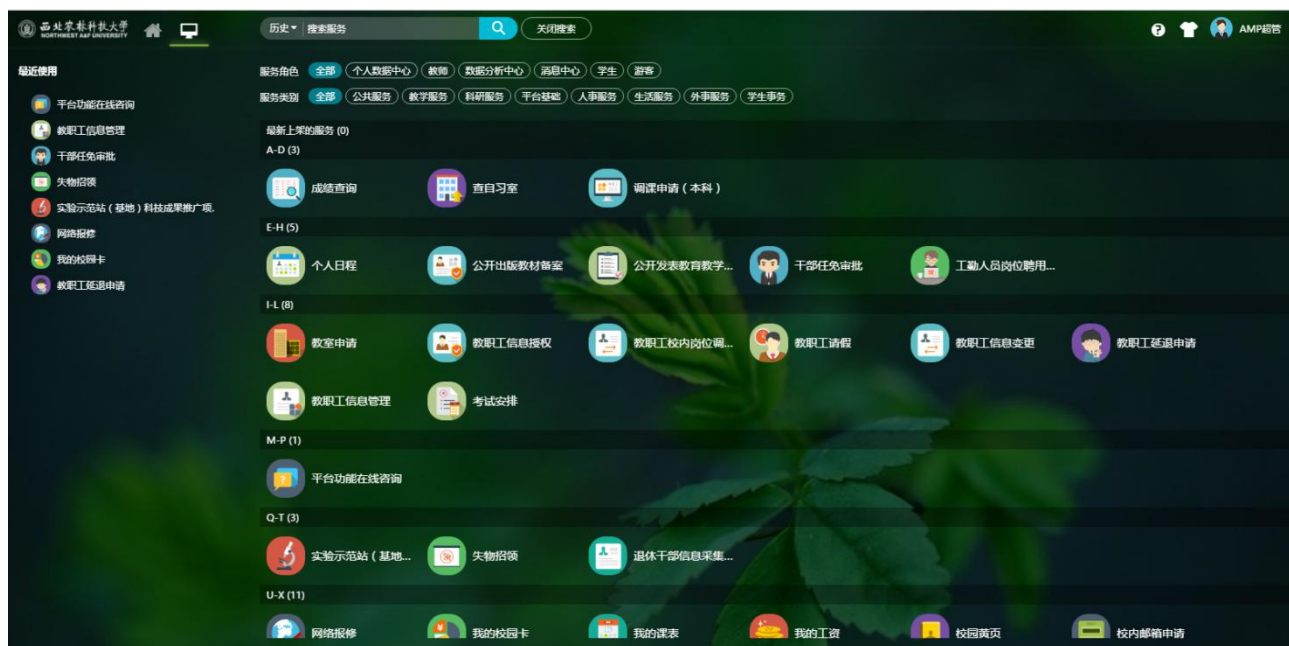 西北农林科技大学
NORTHWEST A&F UNIVERSITY
历史 搜索服务
关闭搜索
AMP超管
最近使用
平台功能在线咨询
教职工信息管理
干部任免审批
失物招领
实验示范站（基地）科技成果推广项.
网络报修
我的校园卡
教职工延退申请
服务角色 全部 个人数据中心 教师 数据分析中心 消息中心 学生 游客
服务类别 全部 公共服务 教学服务 科研服务 平台基础 人事服务 生活服务 外事服务 学生事务
最新上架的服务 (0)
A-D (3)
成绩查询 查自习室 调课申请（本科）
E-H (5)
个人日程 公开出版教材备案 公开发表教育教学... 干部任免审批 工勤人员岗位聘用...
I-L (8)
教室申请 教职工信息授权 教职工校内岗位调... 教职工请假 教职工信息变更 教职工延退申请
教职工信息管理 考试安排
M-P (1)
平台功能在线咨询
Q-T (3)
实验示范站（基地... 失物招领 退休干部信息采集...
U-X (11)
网络报修 我的校园卡 我的课表 我的工资 校园黄页 校内邮箱申请